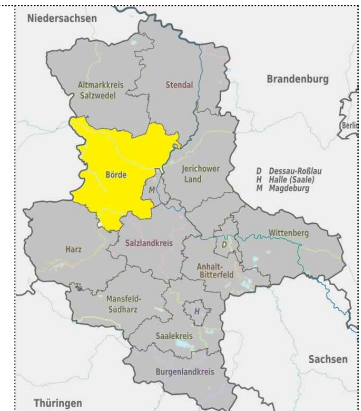 Niedersachsen
Altmarkkreis
Salzwedel
Stendal
Brandenburg
Berlin
Börde
M
Jerichower
Land
D Dessau-Roßlau
H Halle (Saale)
M Magdeburg
Harz
Salzlandkreis
D
Wittenberg
Anhalt-
Bitterfeld
Mansfeld-
Südharz
H
Saalekreis
Sachsen
Burgenlandkreis
Thüringen